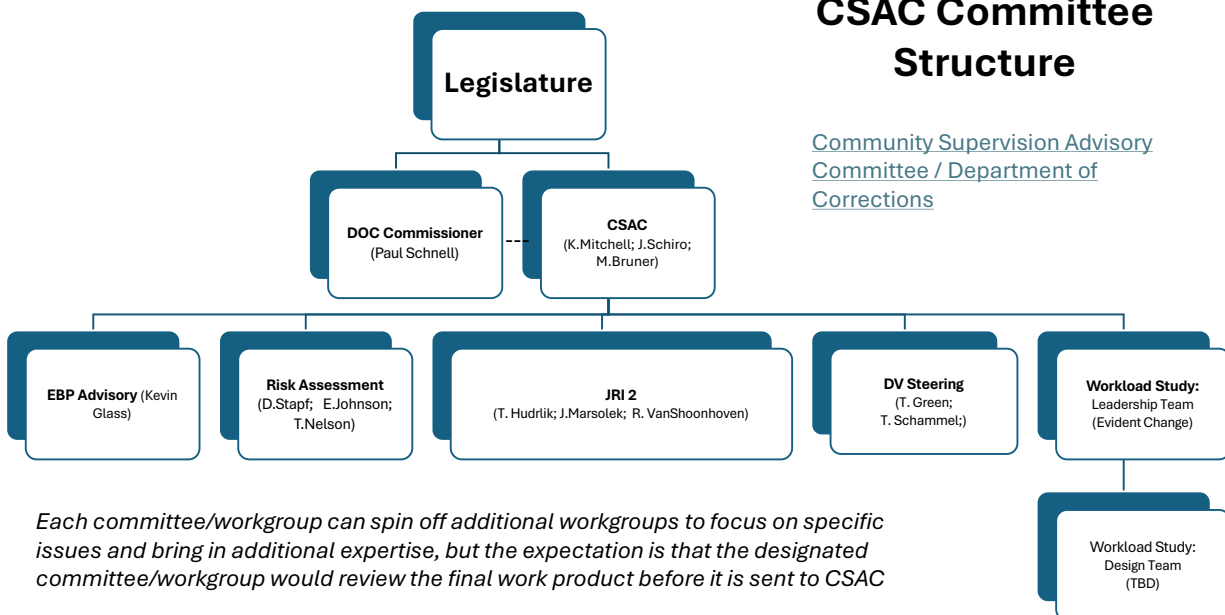 CSAC Committee
Structure
Legislature
Community Supervision Advisory
Committee / Department of
Corrections
DOC Commissioner
(Paul Schnell)
CSAC
(K.Mitchell; J.Schiro;
M.Bruner)
EBP Advisory (Kevin
Glass)
Risk Assessment
(D.Stapf; E.Johnson;
T.Nelson)
JRI 2
(T. Hudrlik; J.Marsolek; R. VanShoonhoven)
DV Steering
(T. Green;
T. Schammel;)
Workload Study:
Leadership Team
(Evident Change)
Workload Study:
Design Team
(TBD)
Each committee/workgroup can spin off additional workgroups to focus on specific
issues and bring in additional expertise, but the expectation is that the designated
committee/workgroup would review the final work product before it is sent to CSAC